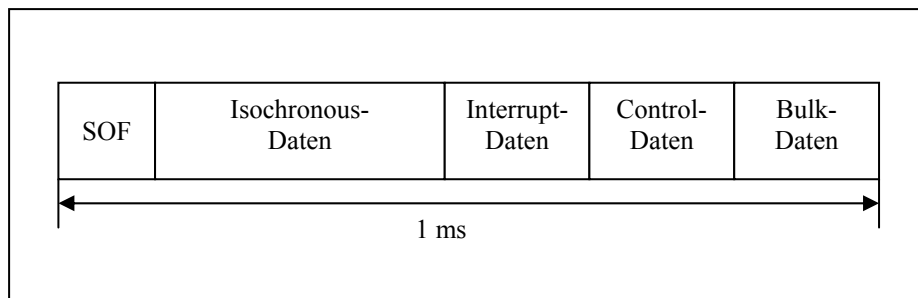 SOF
Isochronous-
Daten
Interrupt-
Daten
Control-
Daten
Bulk-
Daten
1 ms